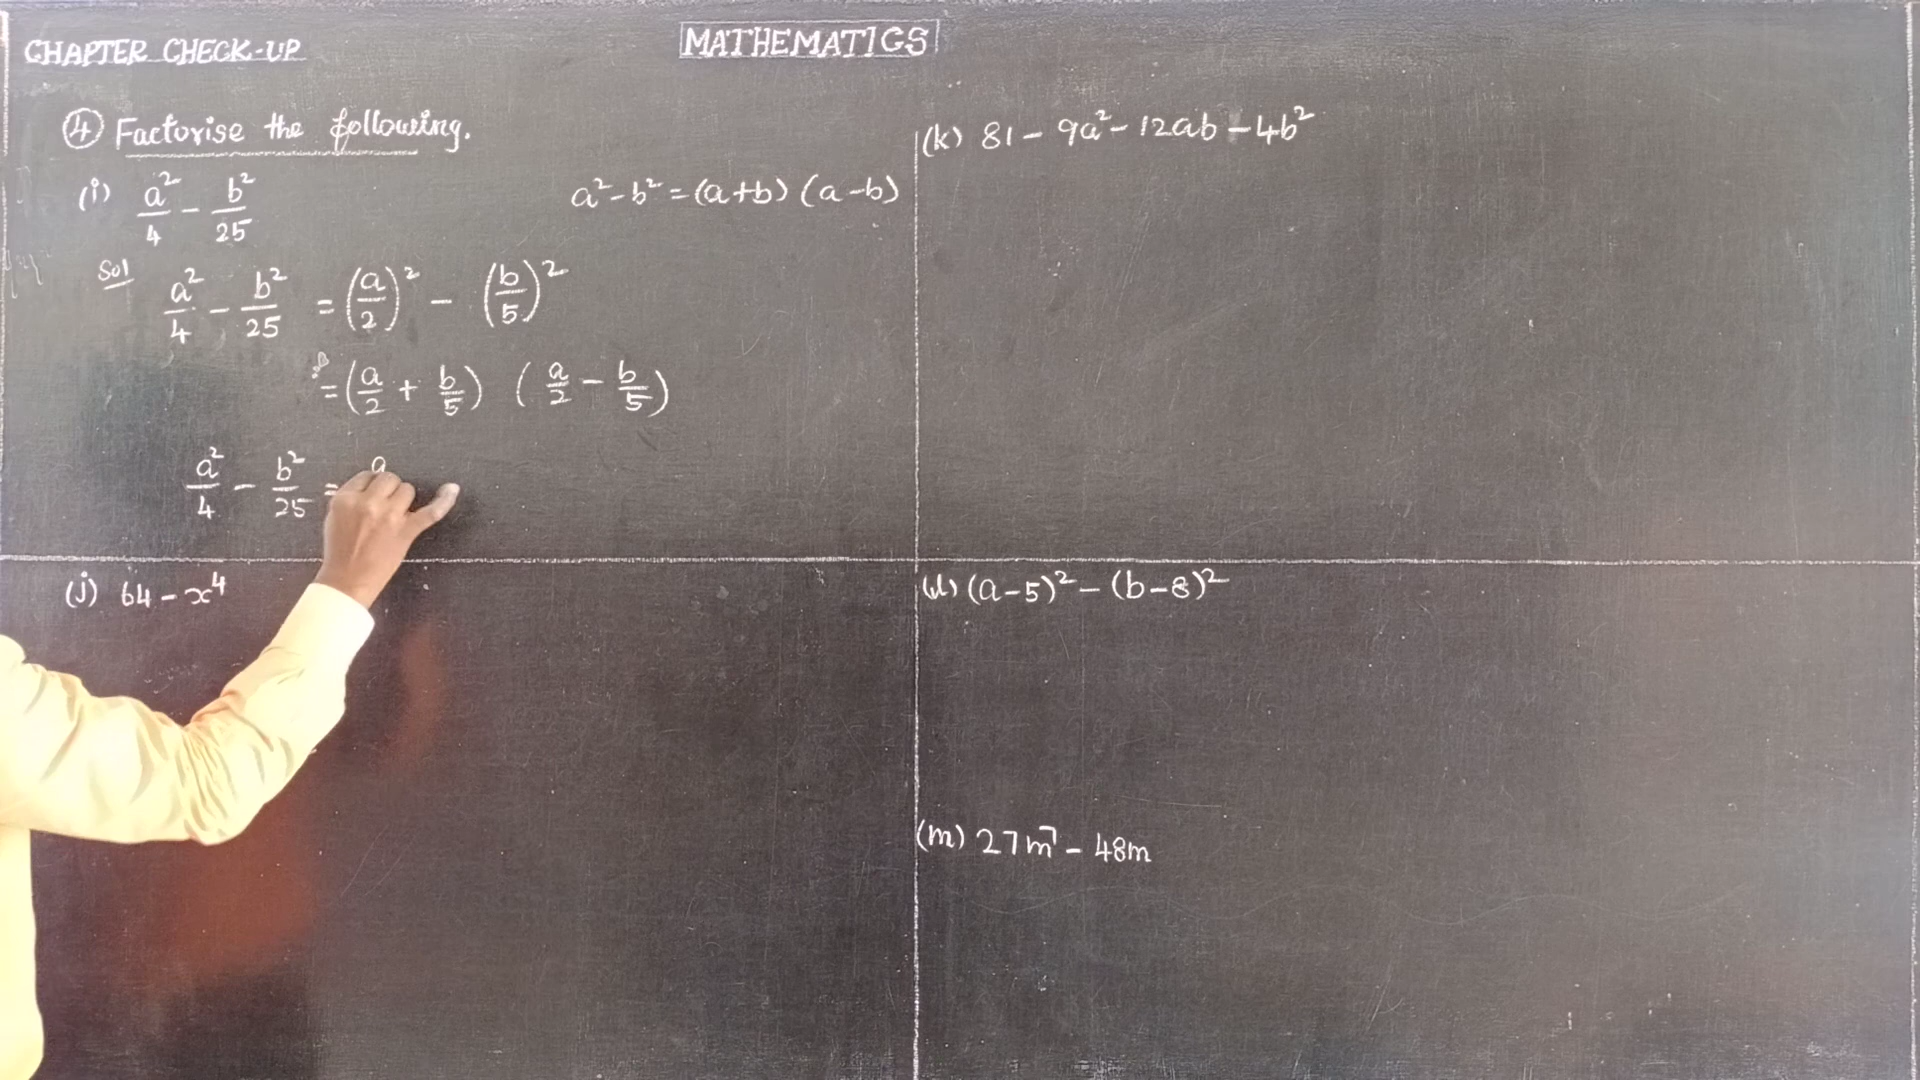 CHAPTER CHECK-UP
MATHEMATICS
④ Factorise the following.
(i) a²/4 - b²/25
a² - b² = (a+b) (a-b)
Sol
a²/4 - b²/25 = (a/2)² - (b/5)²
= (a/2 + b/5) (a/2 - b/5)
a²/4 - b²/25 = a
(j) 64 - x⁴
(k) 81 - 9a² - 12ab - 4b²
(a-5)² - (b-8)²
(m) 27m⁷ - 48m